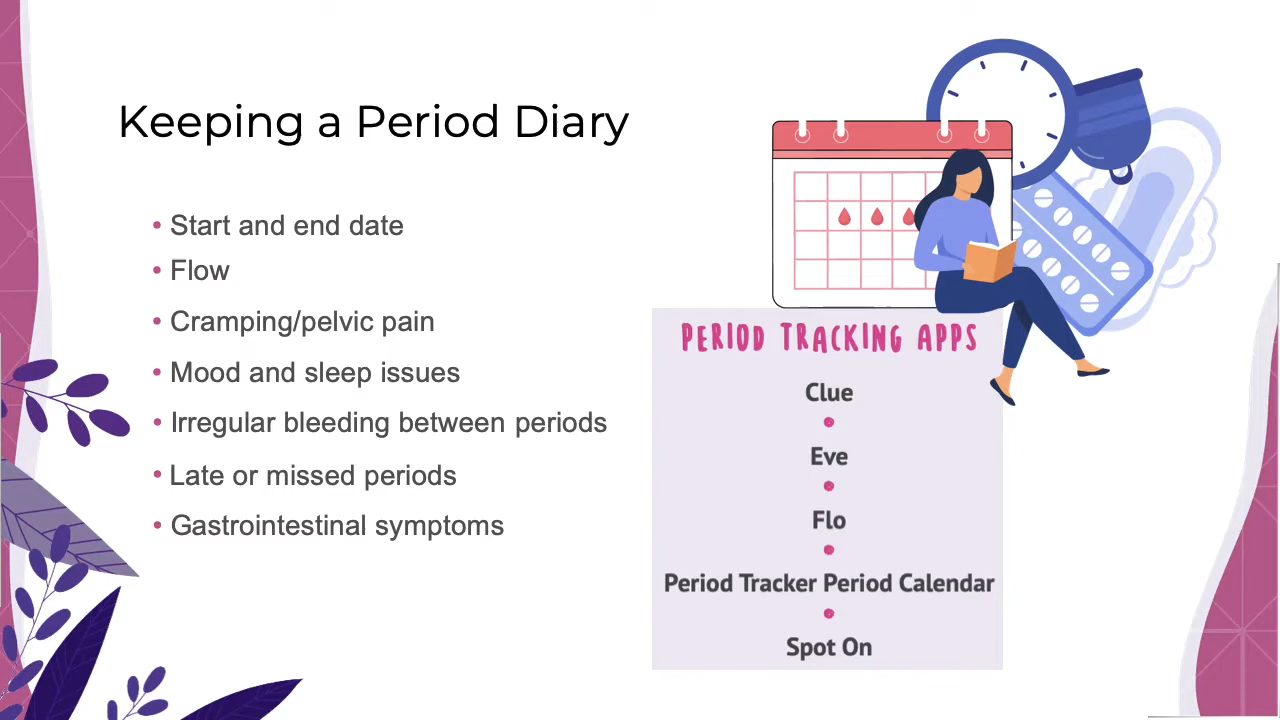 Keeping a Period Diary
• Start and end date
• Flow
• Cramping/pelvic pain
• Mood and sleep issues
• Irregular bleeding between periods
• Late or missed periods
• Gastrointestinal symptoms
PERIOD TRACKING APPS
Clue
•
Eve
•
Flo
•
Period Tracker Period Calendar
•
Spot On